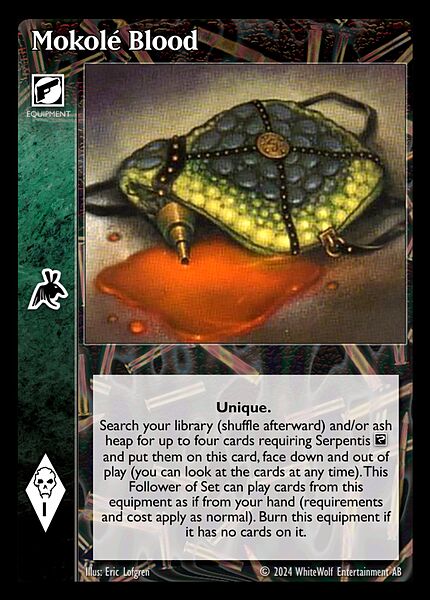 Mokolé Blood
EQUIPMENT
Unique.
Search your library (shuffle afterward) and/or ash
heap for up to four cards requiring Serpentis
and put them on this card, face down and out of
play (you can look at the cards at any time). This
Follower of Set can play cards from this
equipment as if from your hand (requirements
and cost apply as normal). Burn this equipment if
it has no cards on it.
I
Illus: Eric Lofgren © 2024 WhiteWolf Entertainment AB